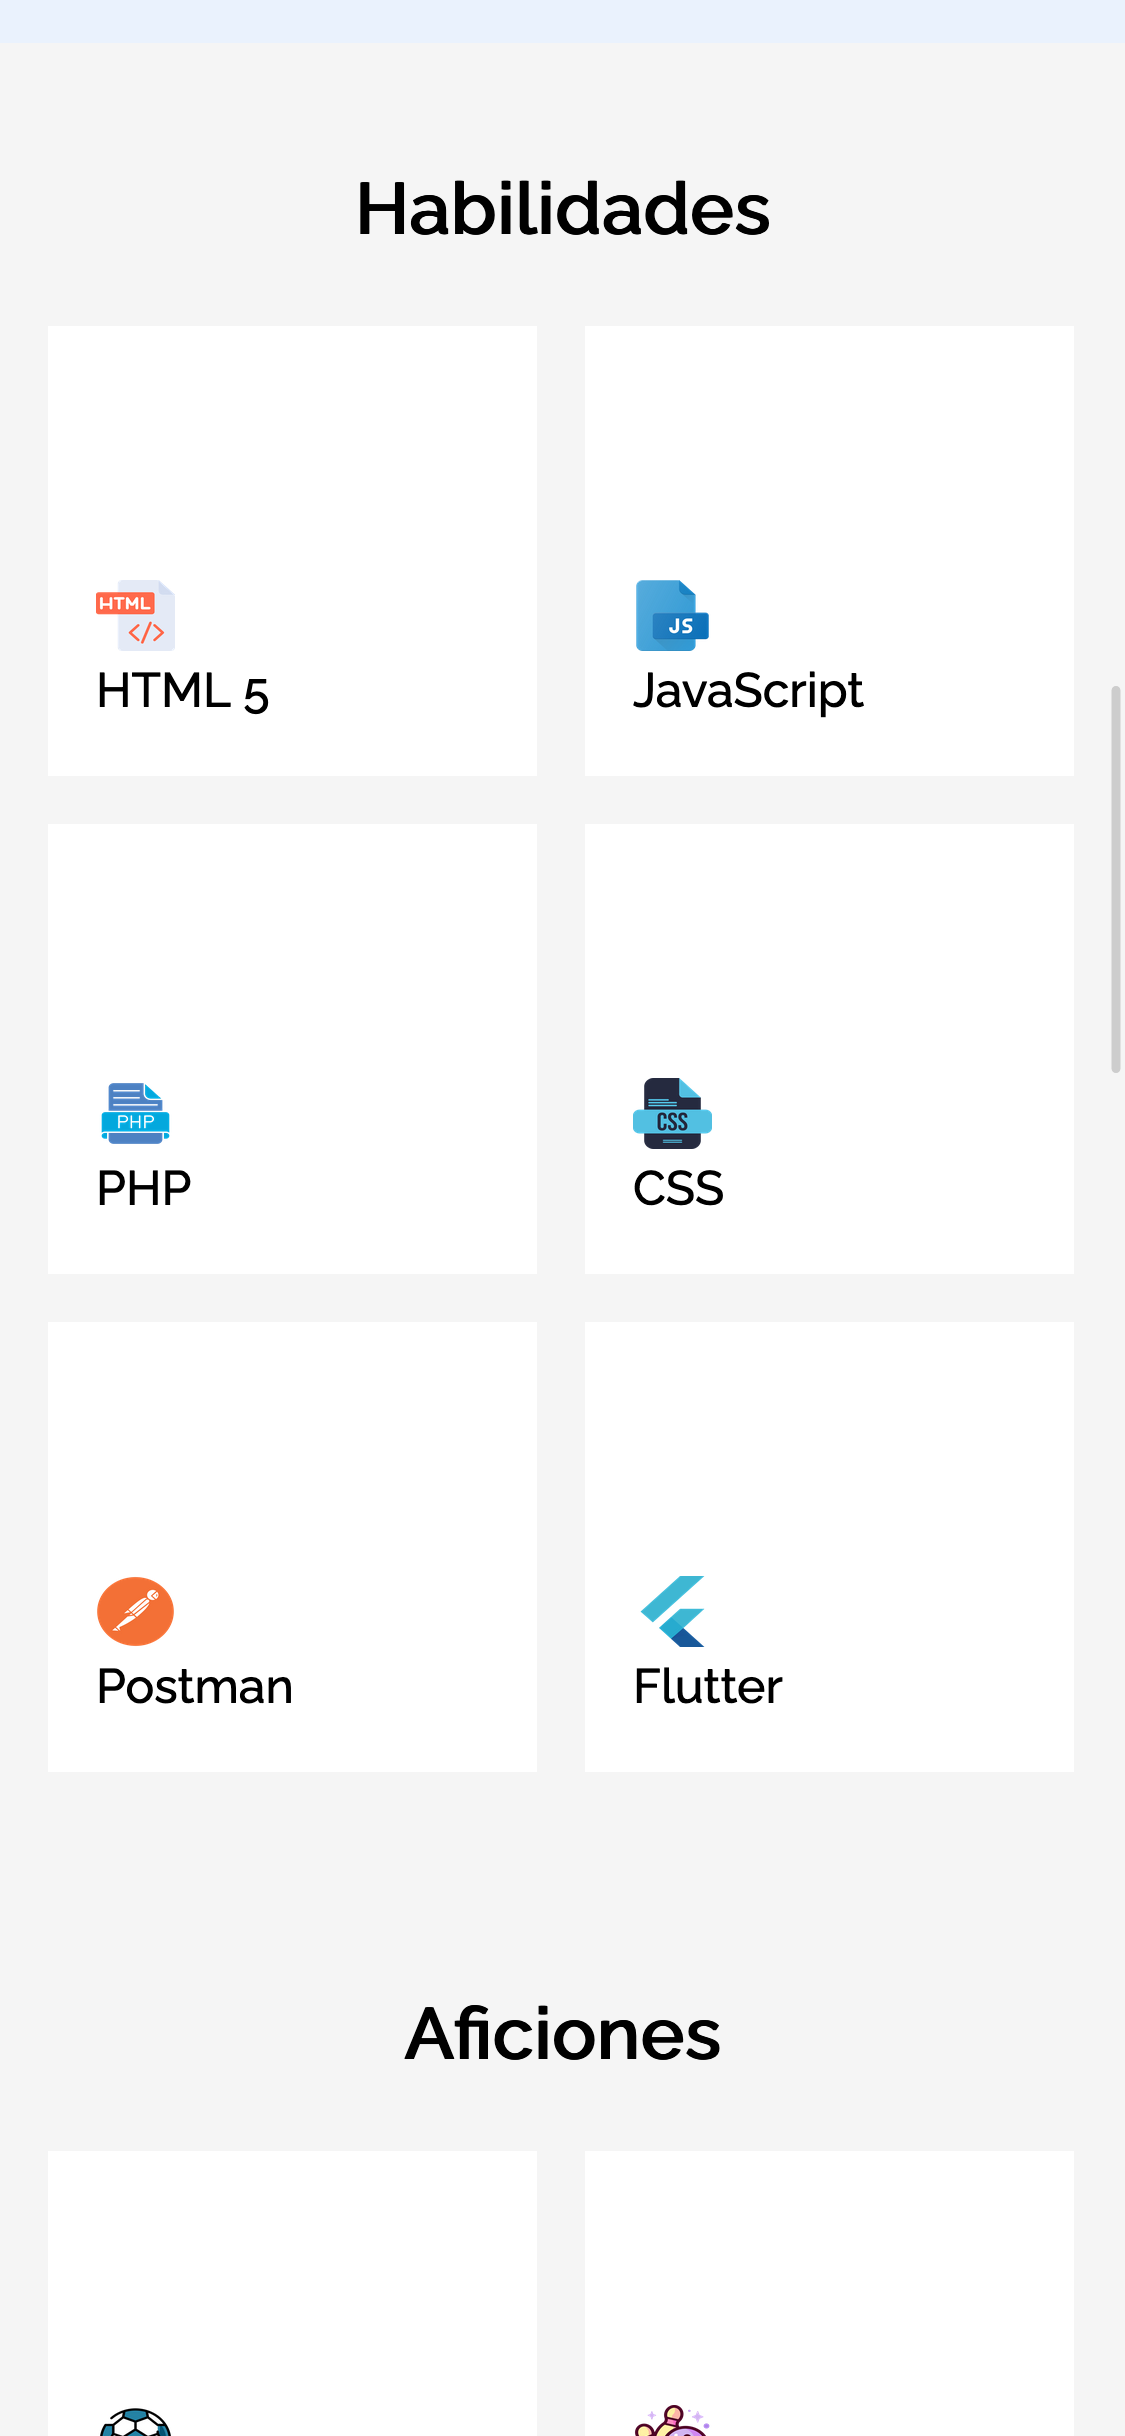 Habilidades
HTML
</>
HTML 5
JS
JavaScript
PHP
PHP
CSS
CSS
Postman
Flutter
Aficiones